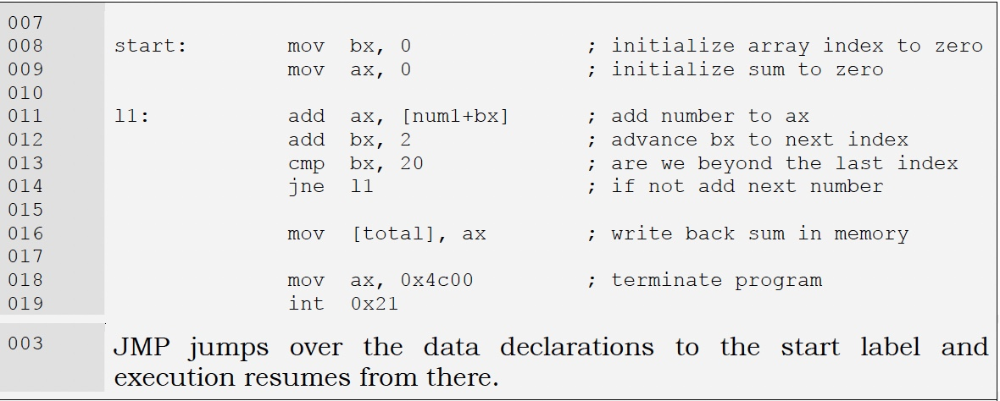 007
008 start: mov bx, 0 ; initialize array index to zero
009 mov ax, 0 ; initialize sum to zero
010
011 l1: add ax, [num1+bx] ; add number to ax
012 add bx, 2 ; advance bx to next index
013 cmp bx, 20 ; are we beyond the last index
014 jne l1 ; if not add next number
015
016 mov [total], ax ; write back sum in memory
017
018 mov ax, 0x4c00 ; terminate program
019 int 0x21
003 JMP jumps over the data declarations to the start label and
execution resumes from there.